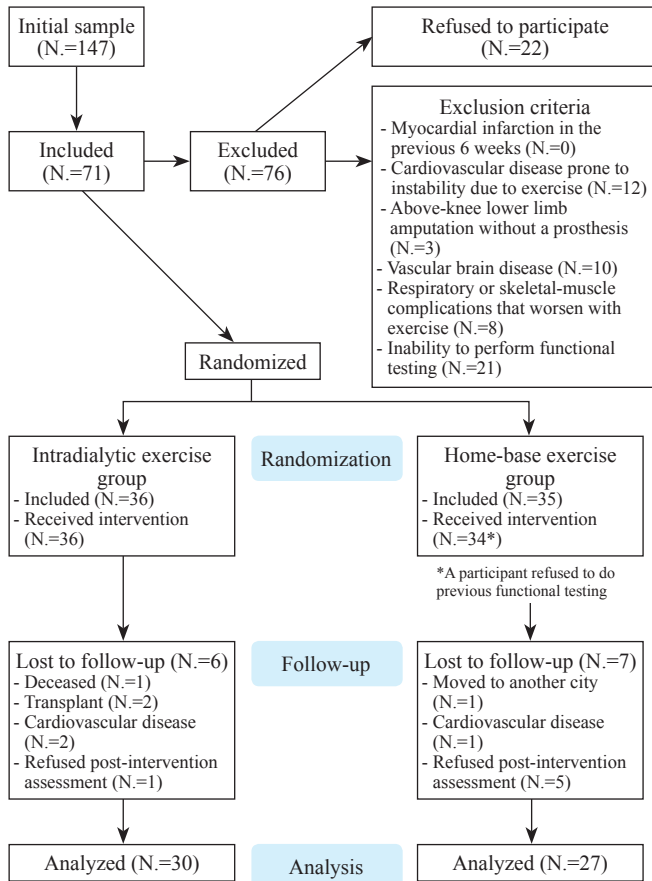 Initial sample
(N.=147)
Refused to participate
(N.=22)
Included
(N.=71)
Excluded
(N.=76)
Exclusion criteria
- Myocardial infarction in the
previous 6 weeks (N.=0)
- Cardiovascular disease prone to
instability due to exercise (N.=12)
- Above-knee lower limb
amputation without a prosthesis
(N.=3)
- Vascular brain disease (N.=10)
- Respiratory or skeletal-muscle
complications that worsen with
exercise (N.=8)
- Inability to perform functional
testing (N.=21)
Randomized
Intradialytic exercise
group
- Included (N.=36)
- Received intervention
(N.=36)
Randomization
Home-base exercise
group
- Included (N.=35)
- Received intervention
(N.=34*)
*A participant refused to do
previous functional testing
Lost to follow-up (N.=6)
- Deceased (N.=1)
- Transplant (N.=2)
- Cardiovascular disease
(N.=2)
- Refused post-intervention
assessment (N.=1)
Follow-up
Lost to follow-up (N.=7)
- Moved to another city
(N.=1)
- Cardiovascular disease
(N.=1)
- Refused post-intervention
assessment (N.=5)
Analyzed (N.=30)
Analysis
Analyzed (N.=27)